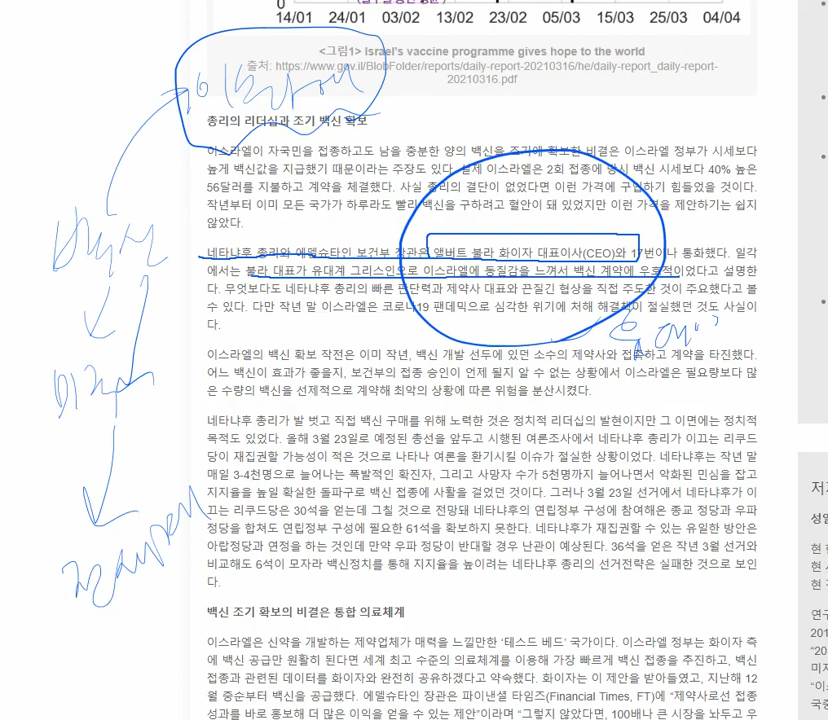 0
14/01 24/01 03/02 13/02 23/02 05/03 15/03 25/03 04/04
<그림1> Israel's vaccine programme gives hope to the world
출처: https://www.gov.il/BlobFolder/reports/daily-report-20210316/he/daily-report_daily-report-
20210316.pdf
총리의 리더십과 조기 백신 확보
이스라엘이 자국민을 접종하고도 남을 충분한 양의 백신을 조기에 확보한 비결은 이스라엘 정부가 시세보다
높게 백신값을 지급했기 때문이라는 주장도 있다. 실제 이스라엘은 2회 접종에 당시 백신 시세보다 40% 높은
56달러를 지불하고 계약을 체결했다. 사실 총리의 결단이 없었다면 이런 가격에 구입하기 힘들었을 것이다.
작년부터 이미 모든 국가가 하루라도 빨리 백신을 구하려고 혈안이 돼 있었지만 이런 가격을 제안하기는 쉽지
않았다.
네타냐후 총리와 에델슈타인 보건부 장관은 앨버트 불라 화이자 대표이사(CEO)와 17번이나 통화했다. 일각
에서는 불라 대표가 유대계 그리스인으로 이스라엘에 동질감을 느껴서 백신 계약에 우호적이었다고 설명한
다. 무엇보다도 네타냐후 총리의 빠른 판단력과 제약사 대표와 끈질긴 협상을 직접 주도한 것이 주요했다고 볼
수 있다. 다만 작년 말 이스라엘은 코로나19 팬데믹으로 심각한 위기에 처해 해결책이 절실했던 것도 사실이
다.
이스라엘의 백신 확보 작전은 이미 작년, 백신 개발 선두에 있던 소수의 제약사와 접촉하고 계약을 타진했다.
어느 백신이 효과가 좋을지, 보건부의 접종 승인이 언제 될지 알 수 없는 상황에서 이스라엘은 필요량보다 많
은 수량의 백신을 선제적으로 계약해 최악의 상황에 따른 위험을 분산시켰다.
네타냐후 총리가 발 벗고 직접 백신 구매를 위해 노력한 것은 정치적 리더십의 발현이지만 그 이면에는 정치적
목적도 있었다. 올해 3월 23일로 예정된 총선을 앞두고 시행된 여론조사에서 네타냐후 총리가 이끄는 리쿠드
당이 재집권할 가능성이 적은 것으로 나타나 여론을 환기시킬 이슈가 절실한 상황이었다. 네타냐후는 작년 말
매일 3-4천명으로 늘어나는 폭발적인 확진자, 그리고 사망자 수가 5천명까지 늘어나면서 악화된 민심을 잡고
지지율을 높일 확실한 돌파구로 백신 접종에 사활을 걸었던 것이다. 그러나 3월 23일 선거에서 네타냐후가 이
끄는 리쿠드당은 30석을 얻는데 그칠 것으로 전망돼 네타냐후의 연립정부 구성에 참여해온 종교 정당과 우파
정당을 합쳐도 연립정부 구성에 필요한 61석을 확보하지 못한다. 네타냐후가 재집권할 수 있는 유일한 방안은
아랍정당과 연정을 하는 것인데 만약 우파 정당이 반대할 경우 난관이 예상된다. 36석을 얻은 작년 3월 선거와
비교해도 6석이 모자라 백신정치를 통해 지지율을 높이려는 네타냐후 총리의 선거전략은 실패한 것으로 보인
다.
백신 조기 확보의 비결은 통합 의료체계
이스라엘은 신약을 개발하는 제약업체가 매력을 느낄만한 '테스트 베드' 국가이다. 이스라엘 정부는 화이자 측
에 백신 공급만 원활히 된다면 세계 최고 수준의 의료체계를 이용해 가장 빠르게 백신 접종을 추진하고, 백신
접종과 관련된 데이터를 화이자와 완전히 공유하겠다고 약속했다. 화이자는 이 제안을 받아들였고, 지난해 12
월 중순부터 백신을 공급했다. 에델슈타인 장관은 파이낸셜 타임즈(Financial Times, FT)에 "제약사로선 접종
성과를 바로 홍보해 더 많은 이익을 얻을 수 있는 제안"이라며 "그렇지 않았다면, 100배나 큰 시장을 놔두고 우
성일
현
현
현
연구
"20
미지
"이스